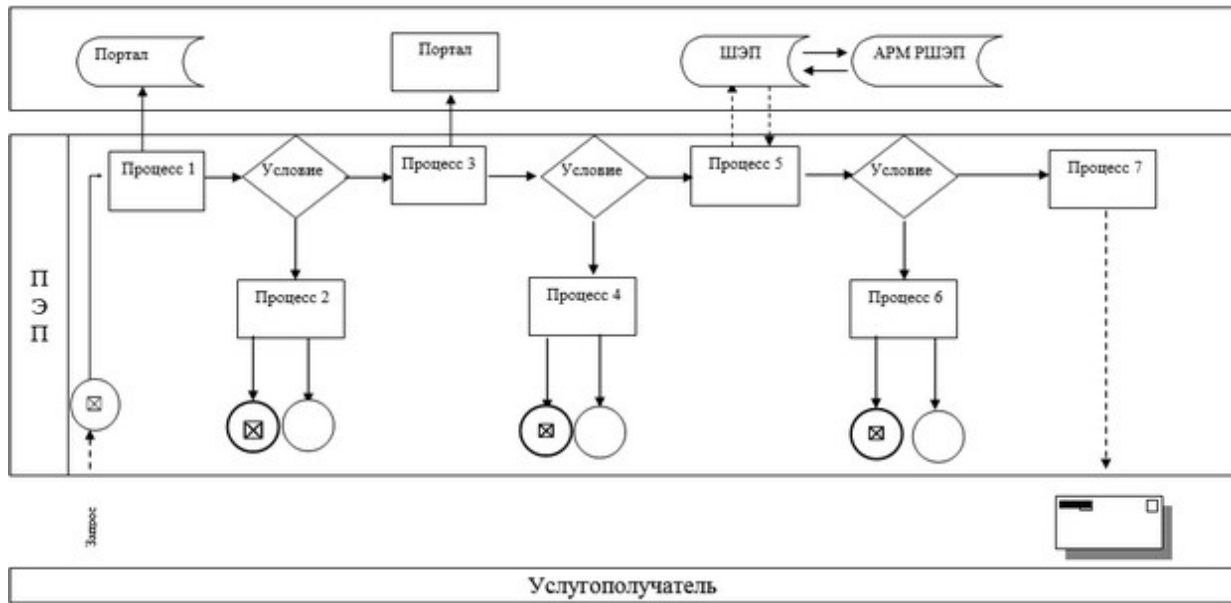 Портал
Портал
ШЭП
АРМ РШЭП
Процесс 1
Условие
Процесс 3
Условие
Процесс 5
Условие
Процесс 7
П
Э
П
Процесс 2
Процесс 4
Процесс 6
Запрос
Услугополучатель